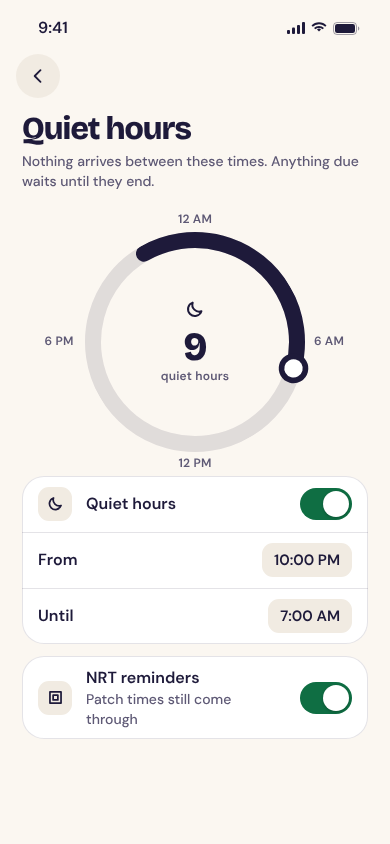 9:41
Quiet hours
Nothing arrives between these times. Anything due
waits until they end.
12 AM
9
quiet hours
6 PM
6 AM
12 PM
Quiet hours
From
10:00 PM
Until
7:00 AM
NRT reminders
Patch times still come
through